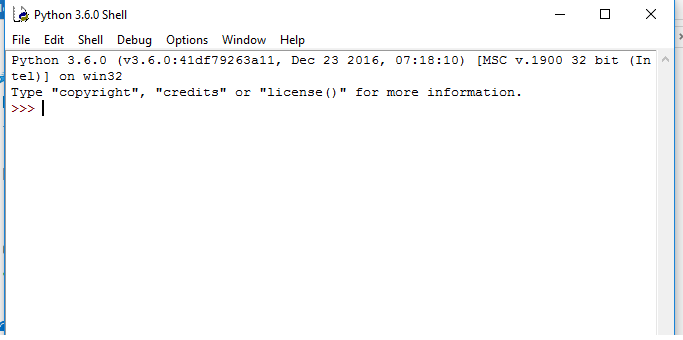 Python 3.6.0 Shell
File Edit Shell Debug Options Window Help
Python 3.6.0 (v3.6.0:41df79263a11, Dec 23 2016, 07:18:10) [MSC v.1900 32 bit (In
tel)] on win32
Type "copyright", "credits" or "license()" for more information.
>>>